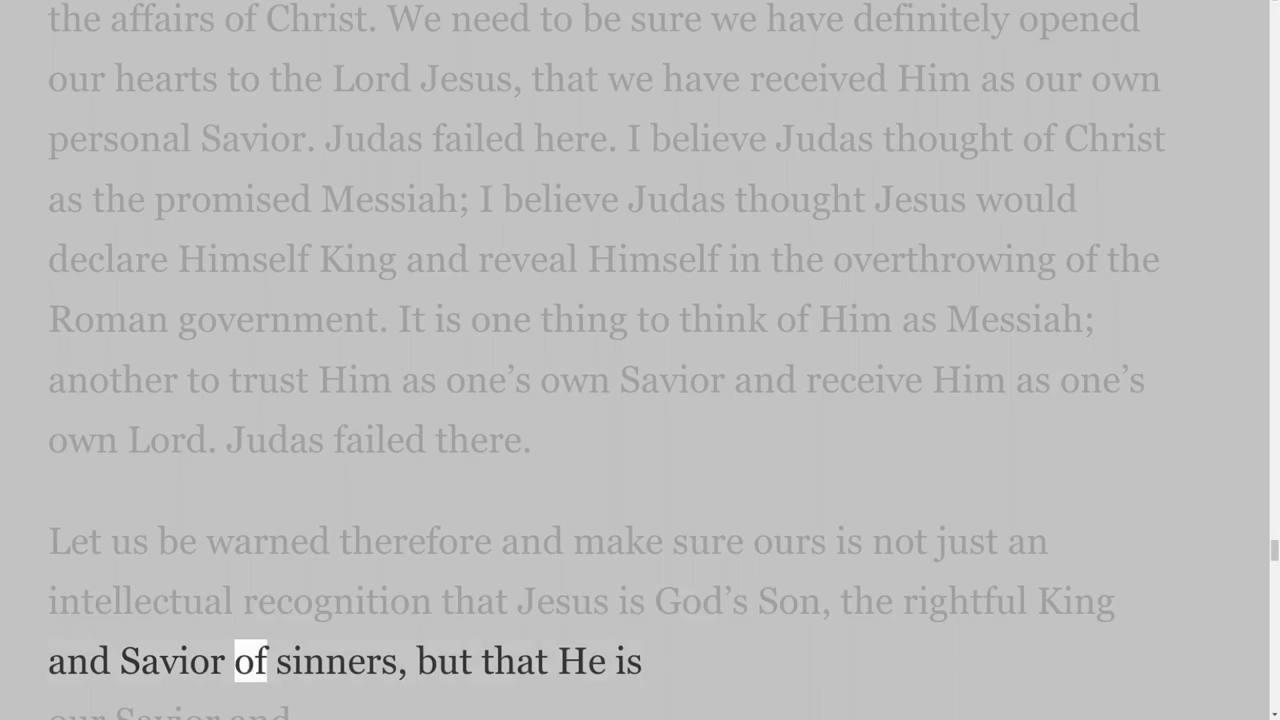 the affairs of Christ. We need to be sure we have definitely opened
our hearts to the Lord Jesus, that we have received Him as our own
personal Savior. Judas failed here. I believe Judas thought of Christ
as the promised Messiah; I believe Judas thought Jesus would
declare Himself King and reveal Himself in the overthrowing of the
Roman government. It is one thing to think of Him as Messiah;
another to trust Him as one’s own Savior and receive Him as one’s
own Lord. Judas failed there.
Let us be warned therefore and make sure ours is not just an
intellectual recognition that Jesus is God’s Son, the rightful King
and Savior of sinners, but that He is
our Savior and